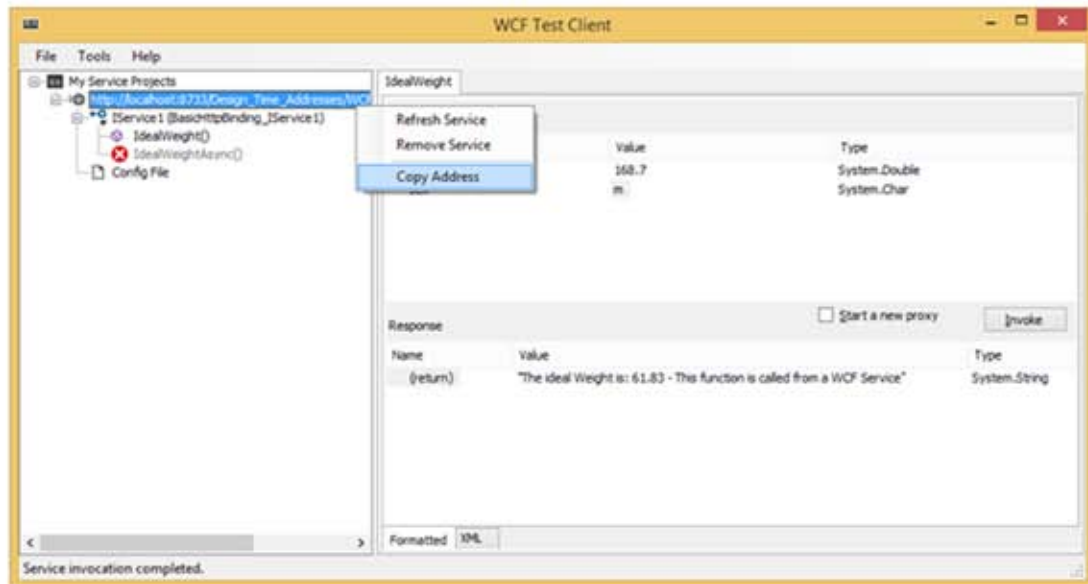 WCF Test Client
File Tools Help
My Service Projects
http://localhost:8733/Design_Time_Addresses/WCF
IService1 (BasicHttpBinding_IService1)
IdealWeight()
IdealWeightAsync()
Config File
Refresh Service
Remove Service
Copy Address
IdealWeight
Value Type
168.7 System.Double
m System.Char
Response
Start a new proxy
Invoke
Name Value Type
(return) "The ideal Weight is: 61.83 - This function is called from a WCF Service" System.String
Formatted XML
Service invocation completed.